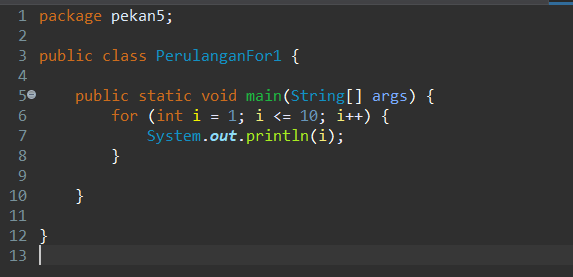 1 package pekan5;
2
3 public class PerulanganFor1 {
4
5 public static void main(String[] args) {
6 for (int i = 1; i <= 10; i++) {
7 System.out.println(i);
8 }
9
10 }
11
12 }
13